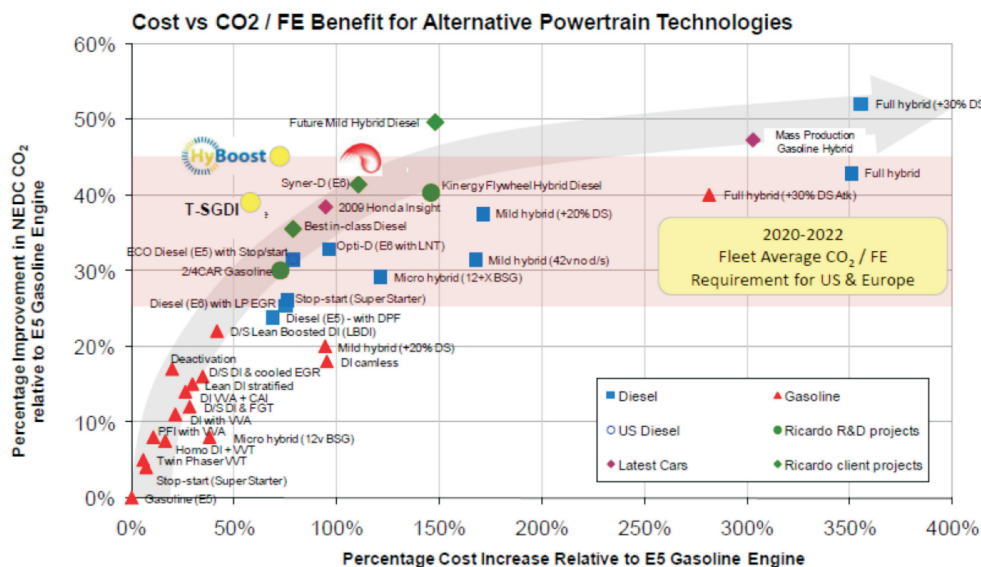 Cost vs CO2 / FE Benefit for Alternative Powertrain Technologies
Percentage Improvement in NEDC CO₂
relative to E5 Gasoline Engine
60%
50%
40%
30%
20%
10%
0%
Full hybrid (+30% DS
Future Mild Hybrid Diesel
Mass Production
Gasoline Hybrid
HyBoost
Syner-D (E6)
Kinergy Flywheel Hybrid Diesel
Full hybrid
T-SGDI
2009 Honda Insight
Full hybrid (+30% DS Atk)
Mild hybrid (+20% DS)
Best in-class Diesel
Opti-D (E6 with LNT)
ECO Diesel (E5) with Stop/start
Mild hybrid (42v no d/s)
2/4CAR Gasoline
Micro hybrid (12+X BSG)
2020-2022
Fleet Average CO₂ / FE
Requirement for US & Europe
Stop-start (Super Starter)
Diesel (E6) with LP EGR
Diesel (E5) - with DPF
D/S Lean Boosted DI (LBDI)
Mild hybrid (+20% DS)
Deactivation
DI camless
D/S DI & cooled EGR
Lean DI stratified
DI VVA + CAI
D/S DI & FGT
DI with VVA
PFI with VVA
Micro hybrid (12v BSG)
Homo DI + VVT
Twin Phaser VVT
Stop-start (Super Starter)
Gasoline (E5)
Diesel
Gasoline
US Diesel
Ricardo R&D projects
Latest Cars
Ricardo client projects
0%
50%
100%
150%
200%
250%
300%
350%
400%
Percentage Cost Increase Relative to E5 Gasoline Engine